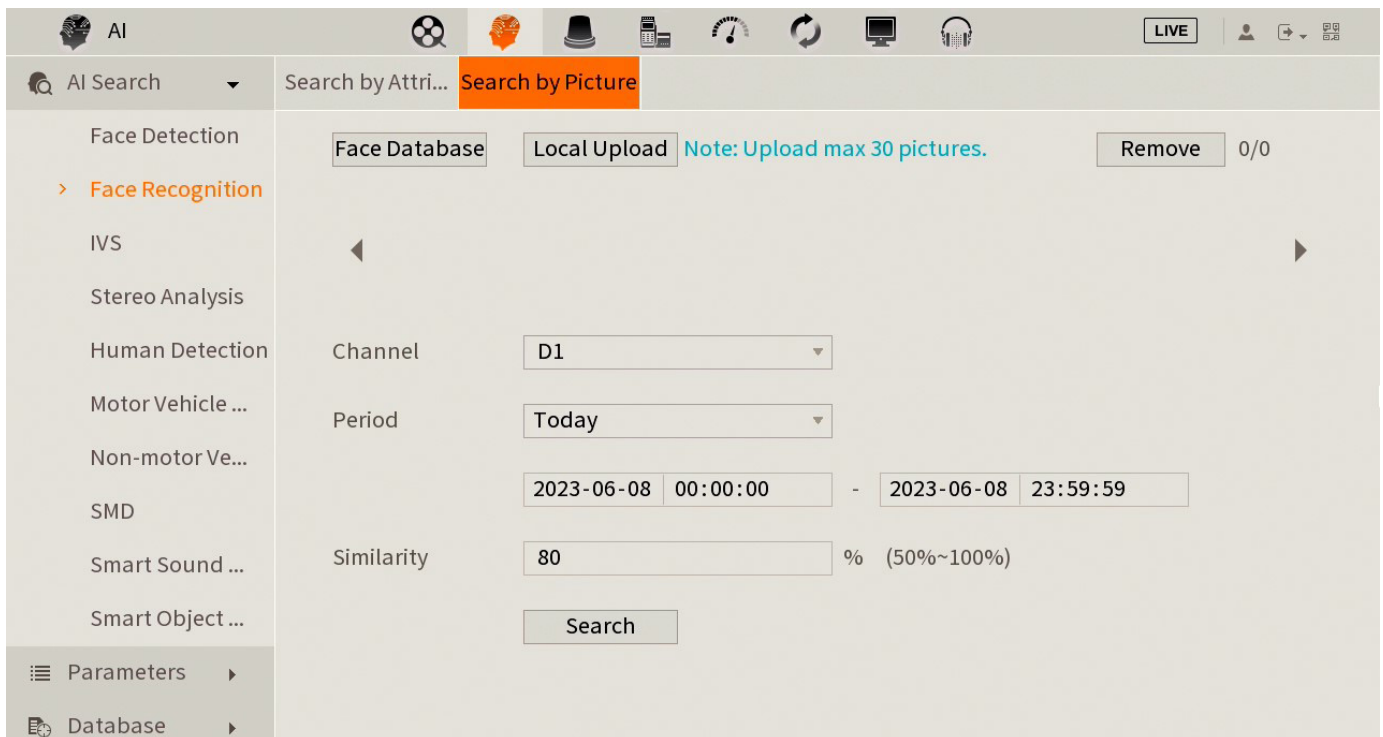 AI
LIVE
AI Search
Search by Attri...
Search by Picture
Face Detection
Face Recognition
IVS
Stereo Analysis
Human Detection
Motor Vehicle ...
Non-motor Ve...
SMD
Smart Sound ...
Smart Object ...
Parameters
Database
Face Database
Local Upload
Note: Upload max 30 pictures.
Remove
0/0
Channel
D1
Period
Today
2023-06-08 00:00:00 - 2023-06-08 23:59:59
Similarity
80
% (50%~100%)
Search